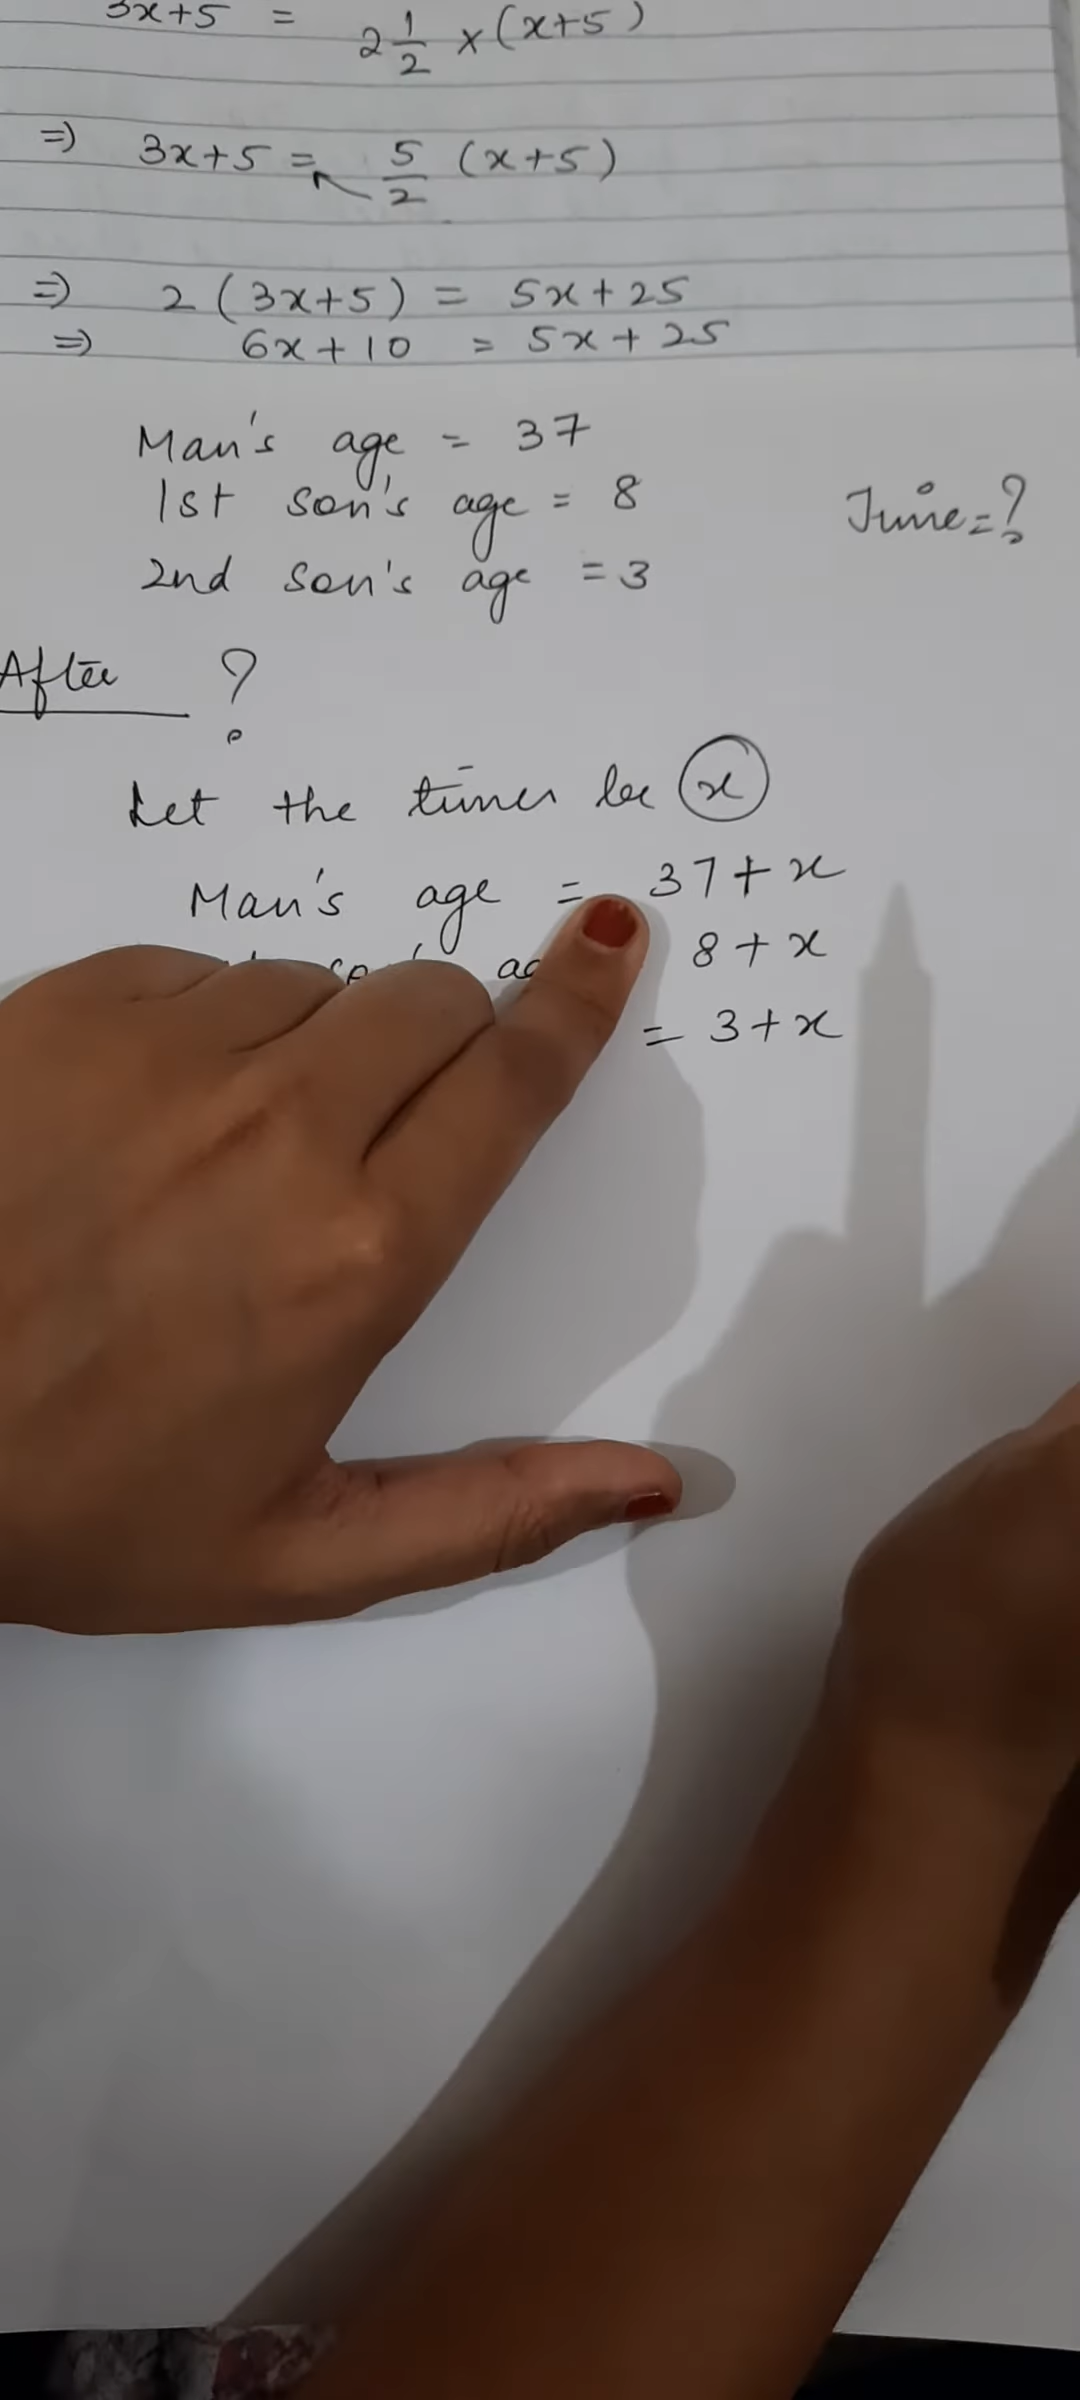 3x+5 = 2 1/2 × (x+5)
⇒ 3x+5 = 5/2 (x+5)
⇒ 2 (3x+5) = 5x+25
⇒ 6x+10 = 5x+25
Man's age = 37
1st son's age = 8
Time=?
2nd son's age = 3
After ?
Let the times be x
Man's age = 37+x
8+x
= 3+x